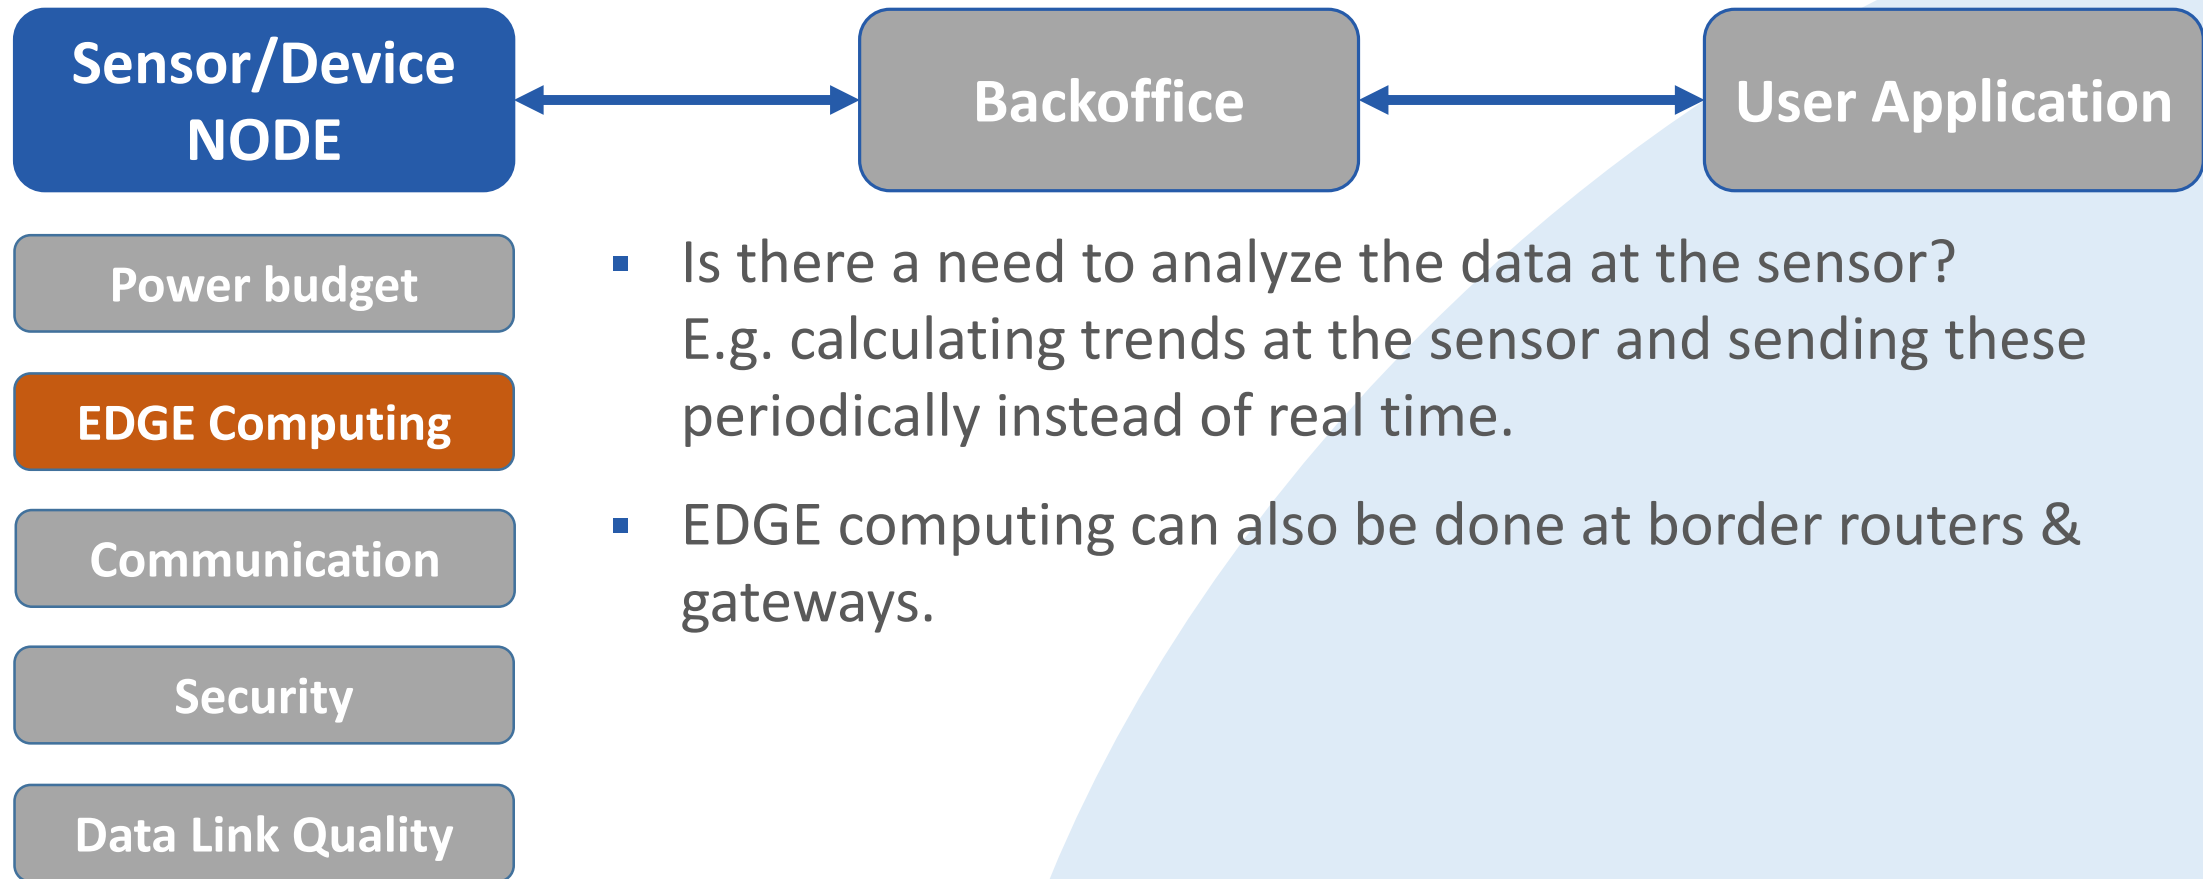 Sensor/Device
NODE
Backoffice
User Application
Power budget
EDGE Computing
Communication
Security
Data Link Quality
▪ Is there a need to analyze the data at the sensor?
E.g. calculating trends at the sensor and sending these
periodically instead of real time.
▪ EDGE computing can also be done at border routers &
gateways.